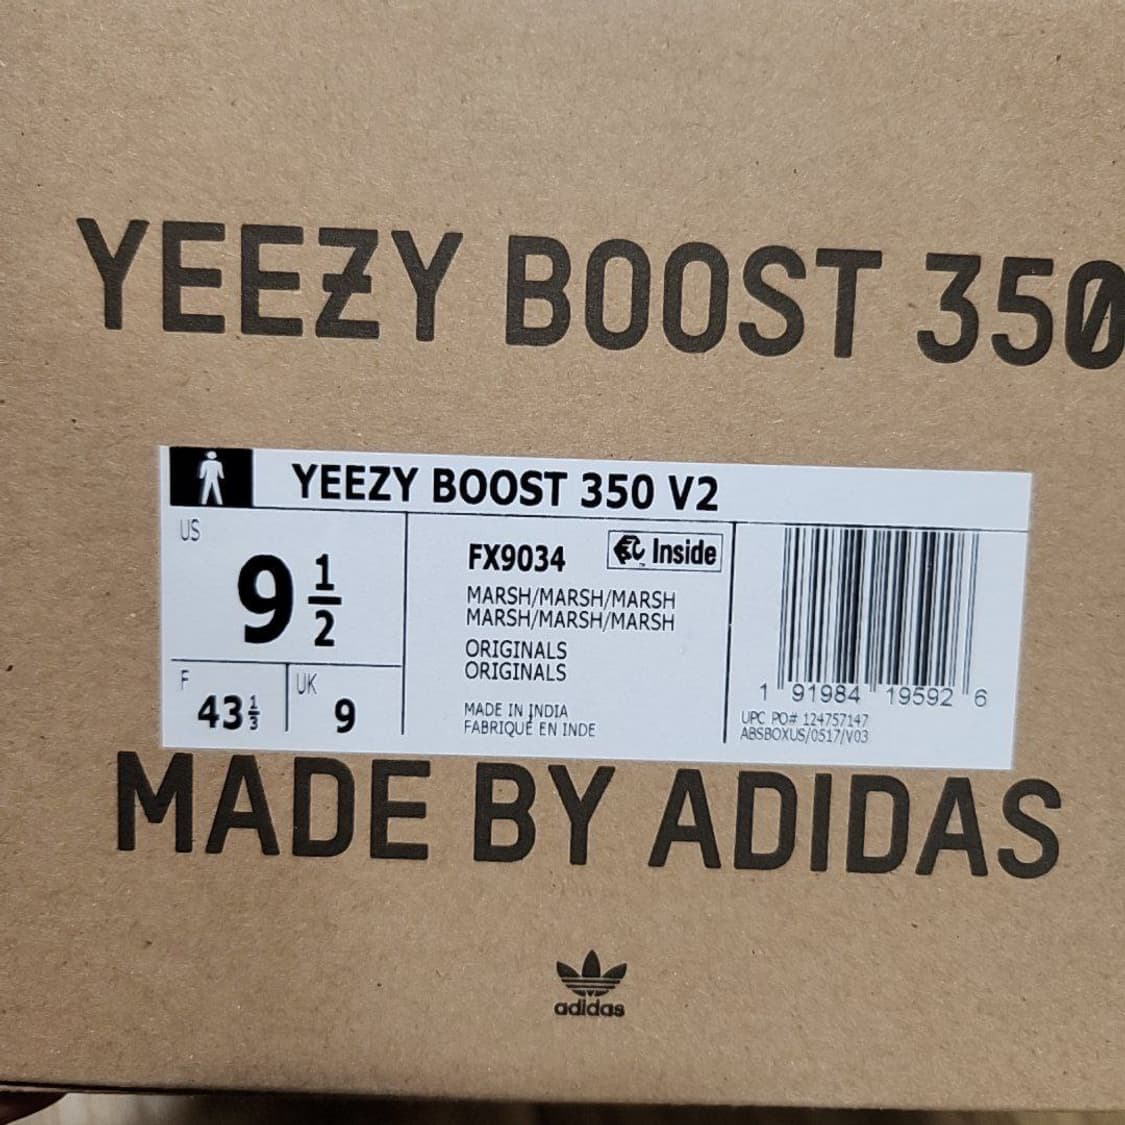 YEEZY BOOST 350
YEEZY BOOST 350 V2
US
9 1/2
F
43 1/3
UK
9
FX9034
Inside
MARSH/MARSH/MARSH
MARSH/MARSH/MARSH
ORIGINALS
ORIGINALS
MADE IN INDIA
FABRIQUÉ EN INDE
1 91984 19592 6
UPC PO# 124757147
ABSBOXUS/0517/V03
MADE BY ADIDAS
adidas